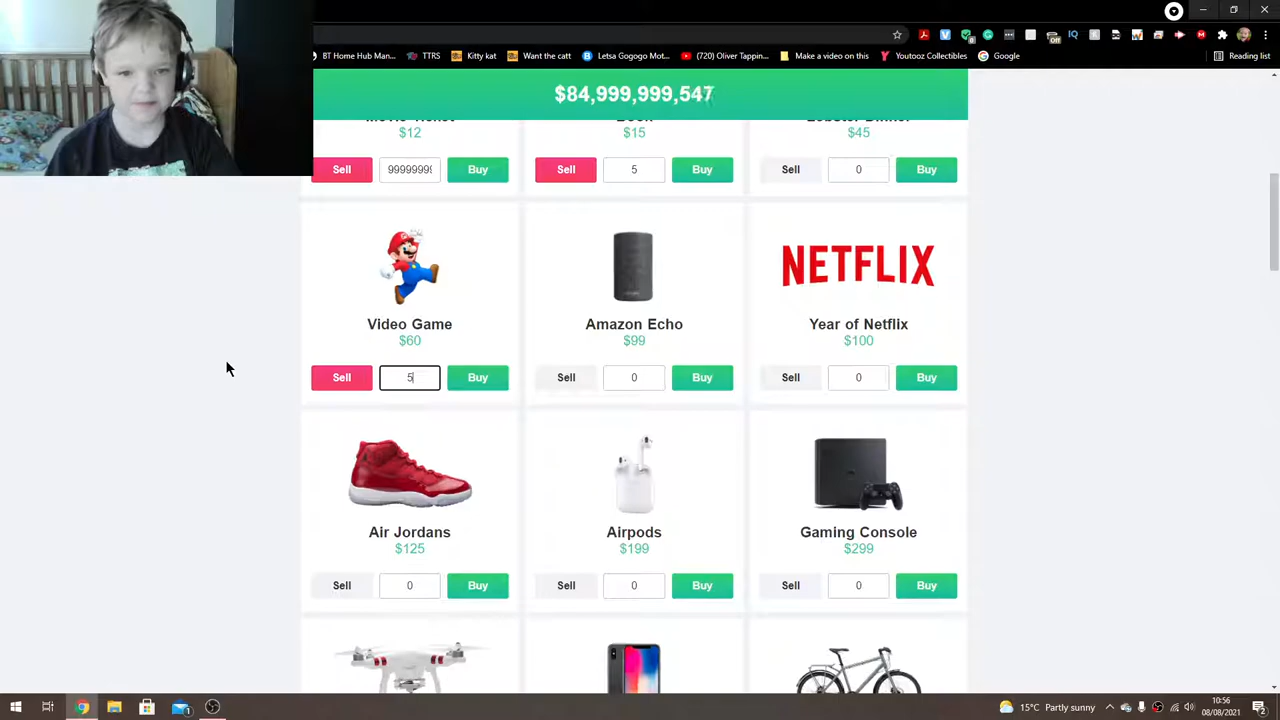 BT Home Hub Man... TTRS Kitty kat Want the catt Letsa Gogogo Mot... (720) Oliver Tappin... Make a video on this Youtooz Collectibles Google Reading list
$84,999,999,547
$12 $15 $45
Sell 99999999 Buy Sell 5 Buy Sell 0 Buy
NETFLIX
Video Game Amazon Echo Year of Netflix
$60 $99 $100
Sell 5 Buy Sell 0 Buy Sell 0 Buy
Air Jordans Airpods Gaming Console
$125 $199 $299
Sell 0 Buy Sell 0 Buy Sell 0 Buy
15°C Partly sunny 10:56
08/08/2021